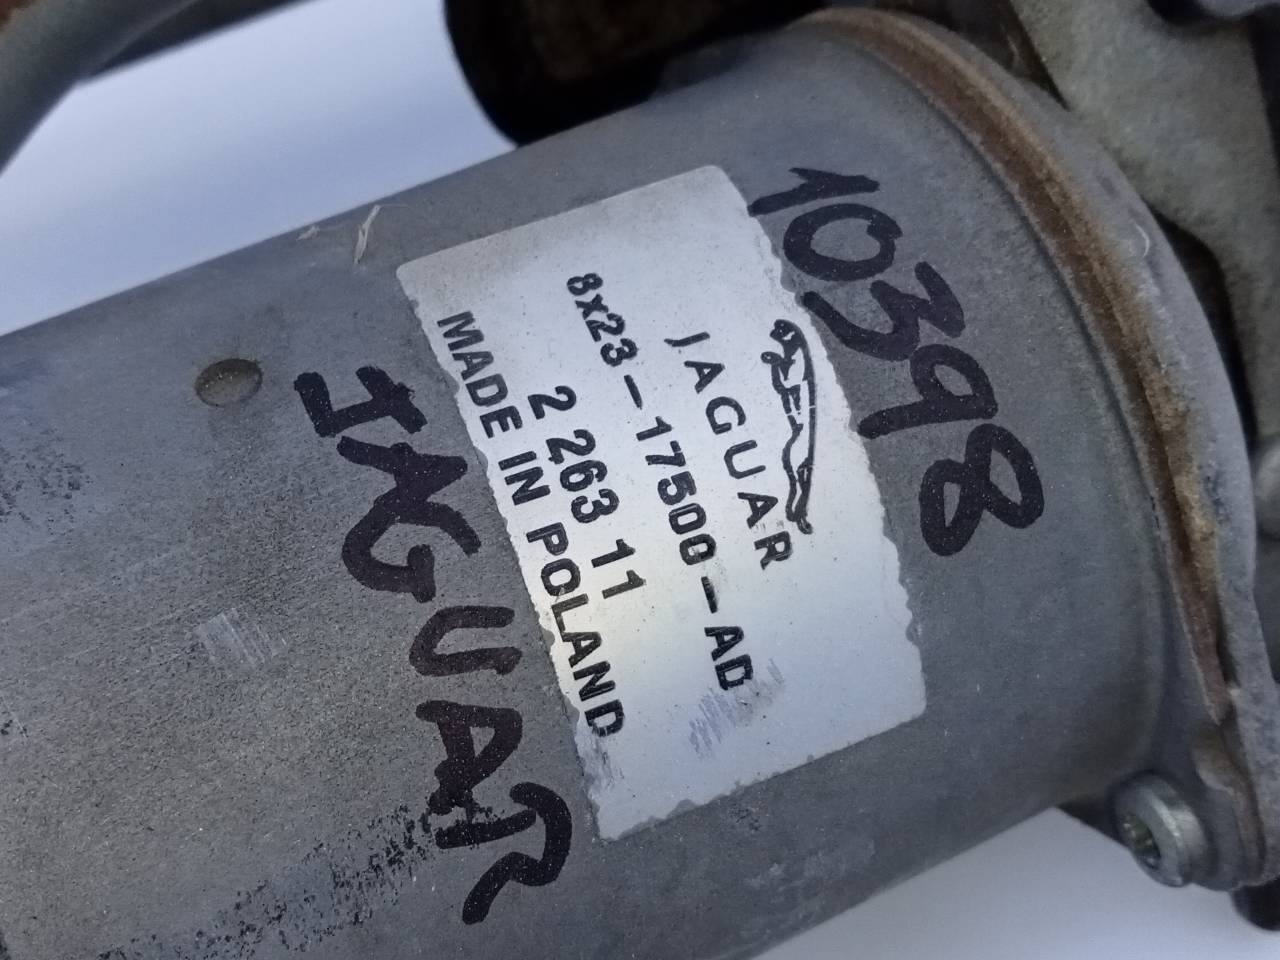 10398
JAGUAR
8X23-17500-AD
2 263 11
MADE IN POLAND
JAGUAR